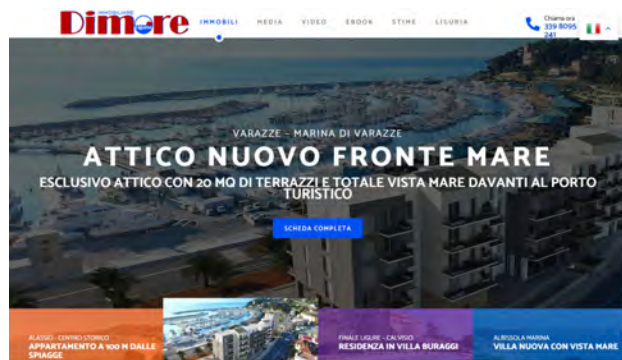 IMMOBILIARE
Dimore
IMMOBILI MEDIA VIDEO EBOOK STIME LIGURIA
Chiama ora
339 8095
241
VARAZZE - MARINA DI VARAZZE
ATTICO NUOVO FRONTE MARE
ESCLUSIVO ATTICO CON 20 MQ DI TERRAZZI E TOTALE VISTA MARE DAVANTI AL PORTO
TURISTICO
SCHEDA COMPLETA
ALASSIO - CENTRO STORICO
APPARTAMENTO A 100 M DALLE
SPIAGGE
FINALE LIGURE - CALVISIO
RESIDENZA IN VILLA BURAGGI
ALBISSOLA MARINA
VILLA NUOVA CON VISTA MARE